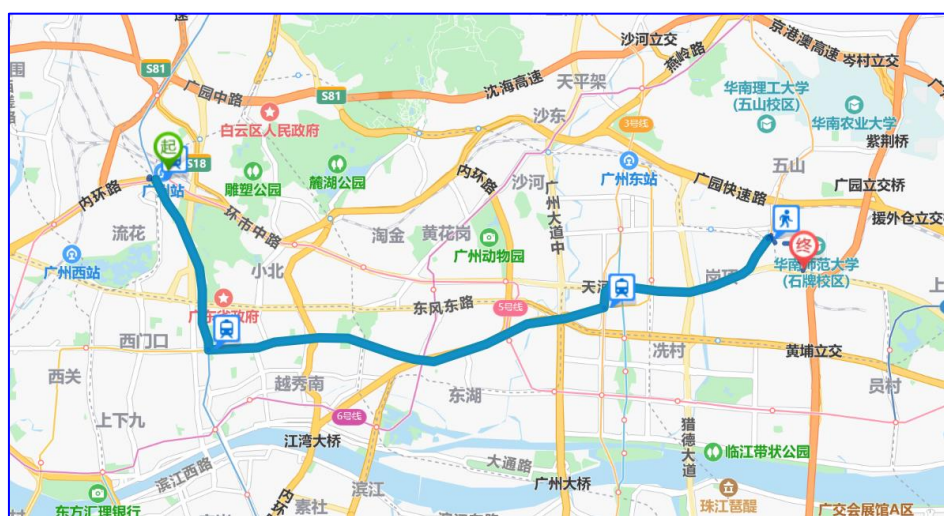 沙河立交
京港澳高速
岑村立交
燕岭路
S81
广园中路
沈海高速
天平架
S81
华南理工大学
(五山校区)
华南农业大学
沙东
白云区人民政府
3号线
紫荆桥
起
S18
广州站
内环路
雕塑公园
麓湖公园
内环路
沙河
广州东站
五山
广园快速路
广园立交桥
援外仓立交
环市中路
流花
淘金
黄花岗
广州大道中
广州西站
小北
广州动物园
终
华南师范大学
(石牌校区)
岗顶
天河
广东省政府
东风东路
5号线
西门口
冼村
黄埔立交
西关
越秀南
东湖
员村
上下九
6号线
猎德大道
江湾大桥
临江带状公园
滨江西路
大通路
广州大桥
内环路
素社
滨江
东方汇理银行
珠江琶醍
广交会展馆A区